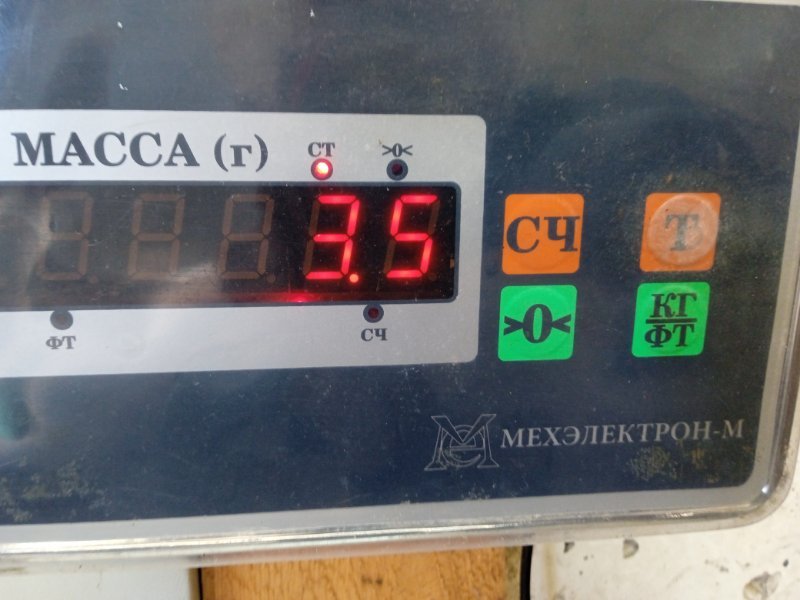 МАССА (г)
СТ
>0<
3.5
ФТ
СЧ
СЧ
Т
>0<
КГ
ФТ
МЕХЭЛЕКТРОН-М